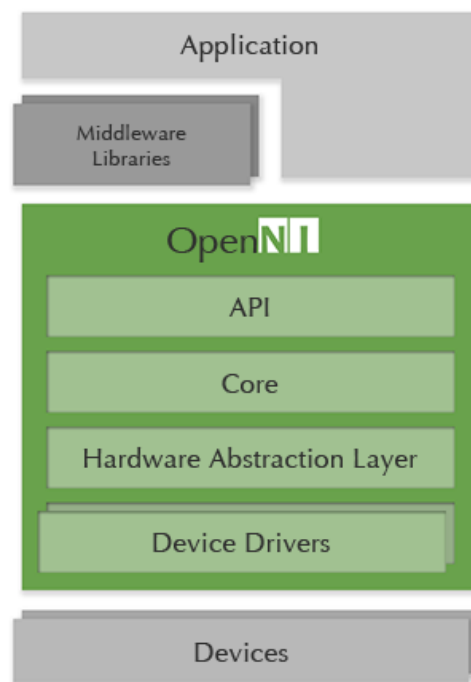 Application
Middleware
Libraries
OpenNI
API
Core
Hardware Abstraction Layer
Device Drivers
Devices